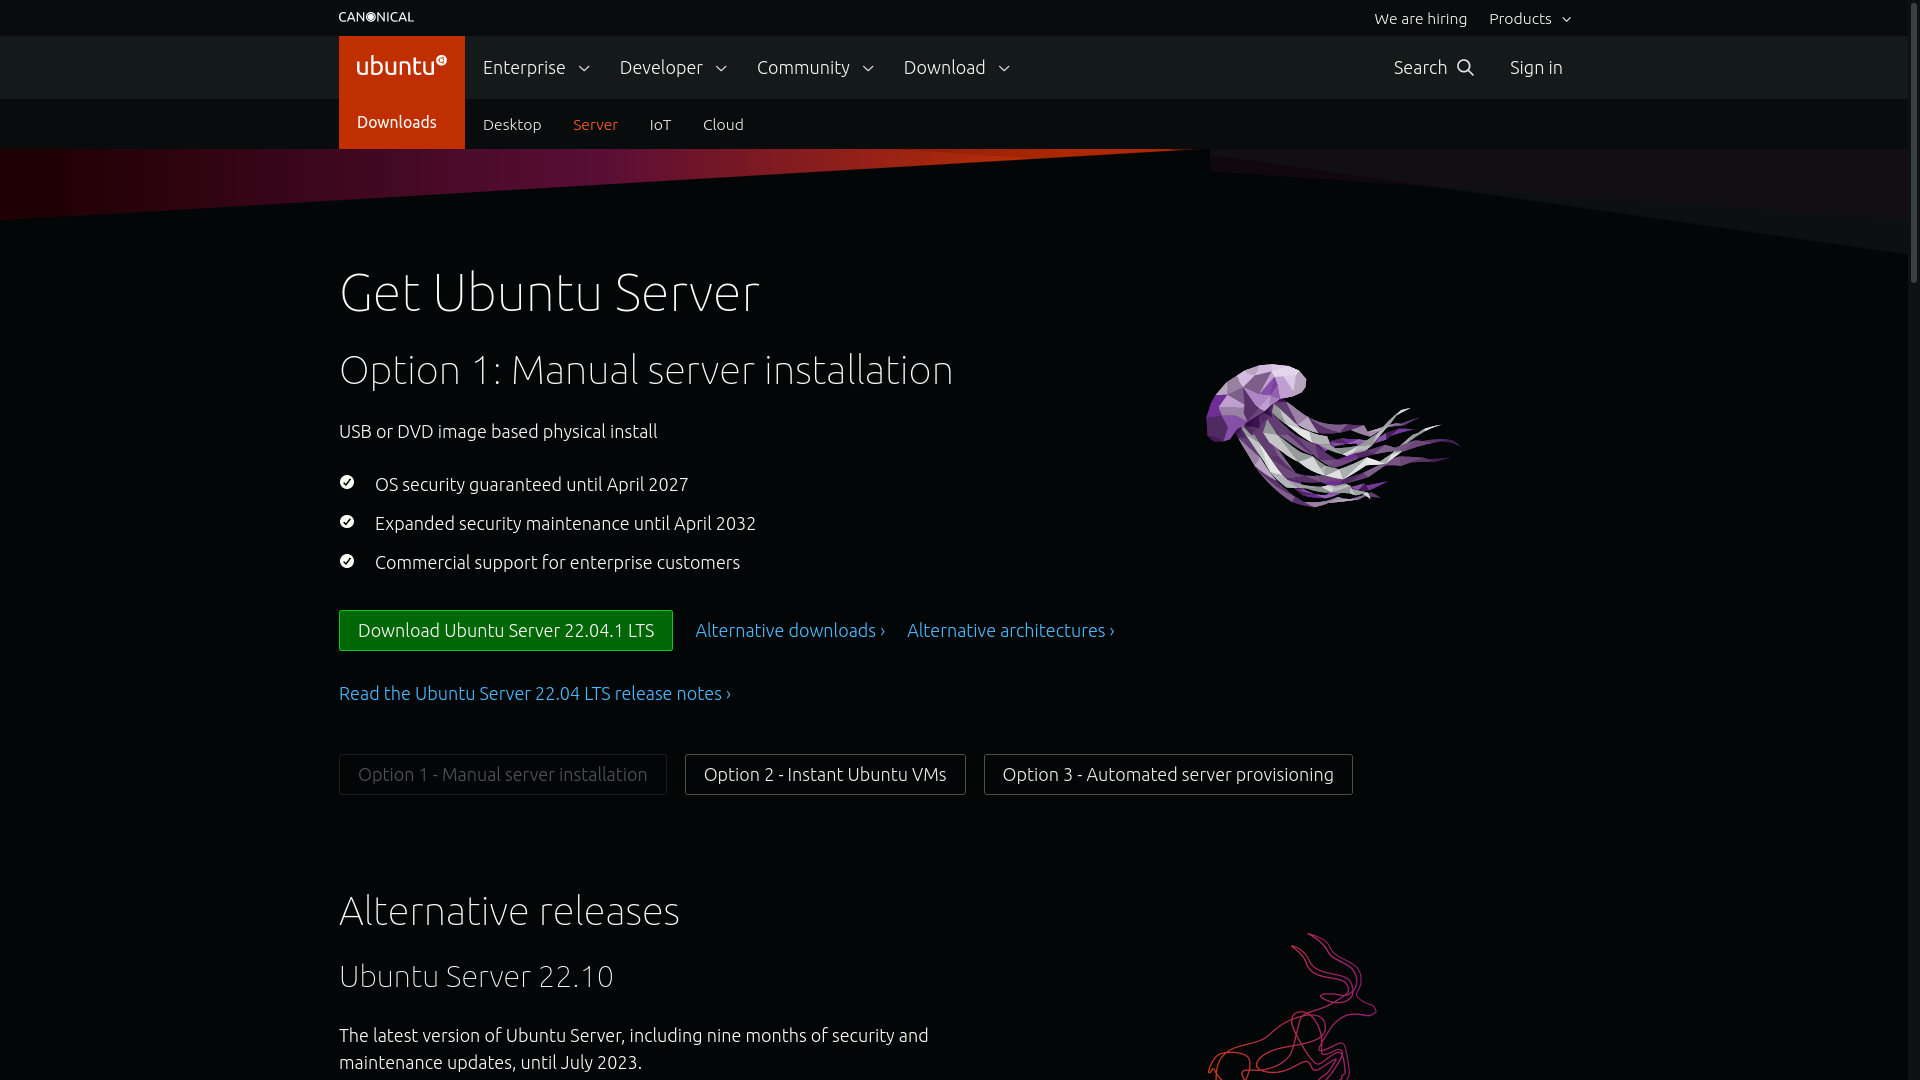 CANONICAL
We are hiring
Products
ubuntu
Enterprise
Developer
Community
Download
Search
Sign in
Downloads
Desktop
Server
IoT
Cloud
Get Ubuntu Server
Option 1: Manual server installation
USB or DVD image based physical install
OS security guaranteed until April 2027
Expanded security maintenance until April 2032
Commercial support for enterprise customers
Download Ubuntu Server 22.04.1 LTS
Alternative downloads ›
Alternative architectures ›
Read the Ubuntu Server 22.04 LTS release notes ›
Option 1 - Manual server installation
Option 2 - Instant Ubuntu VMs
Option 3 - Automated server provisioning
Alternative releases
Ubuntu Server 22.10
The latest version of Ubuntu Server, including nine months of security and
maintenance updates, until July 2023.